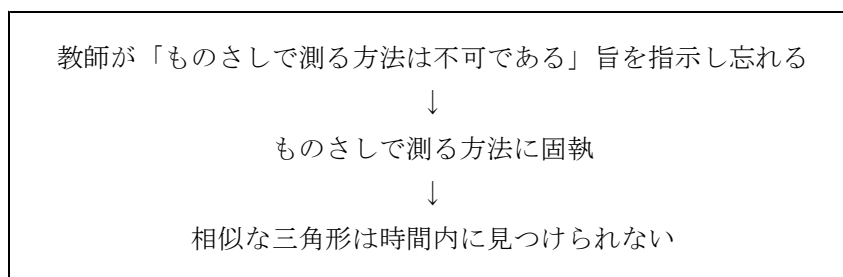 教師が「ものさしで測る方法は不可である」旨を指示し忘れる
↓
ものさしで測る方法に固執
↓
相似な三角形は時間内に見つけられない